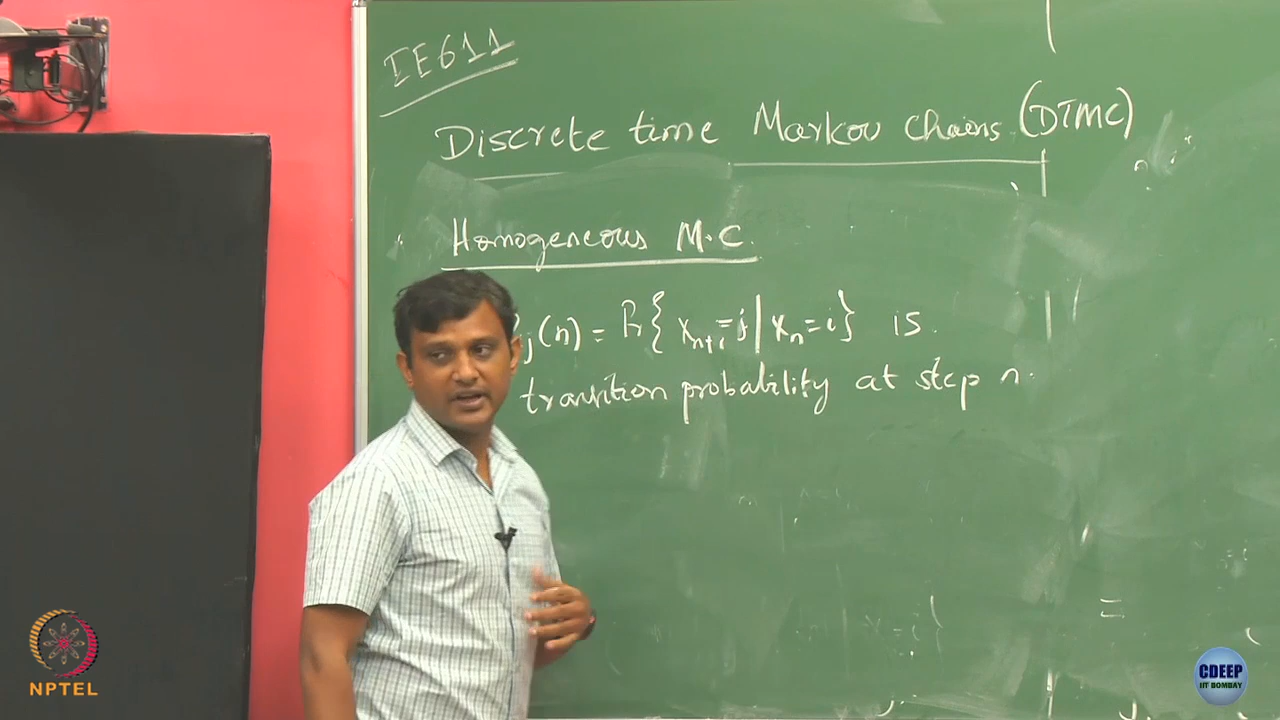 IE611
Discrete time Markov chains (DTMC)
Homogeneous M.C.
j(n) = Pr{ Xn+1=j | Xn=i } is
transition probability at step n.
NPTEL
CDEEP
IIT BOMBAY